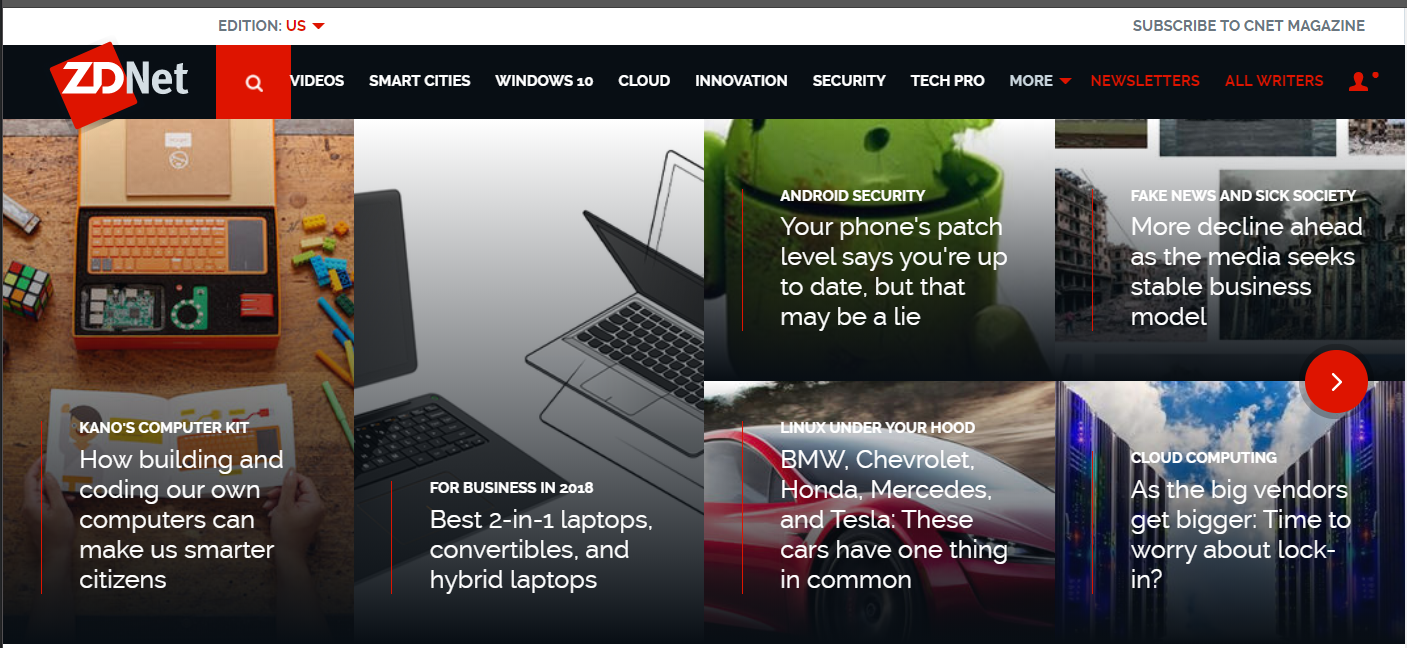 EDITION: US
SUBSCRIBE TO CNET MAGAZINE
ZDNet
VIDEOS
SMART CITIES
WINDOWS 10
CLOUD
INNOVATION
SECURITY
TECH PRO
MORE
NEWSLETTERS
ALL WRITERS
KANO'S COMPUTER KIT
How building and
coding our own
computers can
make us smarter
citizens
FOR BUSINESS IN 2018
Best 2-in-1 laptops,
convertibles, and
hybrid laptops
ANDROID SECURITY
Your phone's patch
level says you're up
to date, but that
may be a lie
FAKE NEWS AND SICK SOCIETY
More decline ahead
as the media seeks
stable business
model
LINUX UNDER YOUR HOOD
BMW, Chevrolet,
Honda, Mercedes,
and Tesla: These
cars have one thing
in common
CLOUD COMPUTING
As the big vendors
get bigger: Time to
worry about lock-
in?